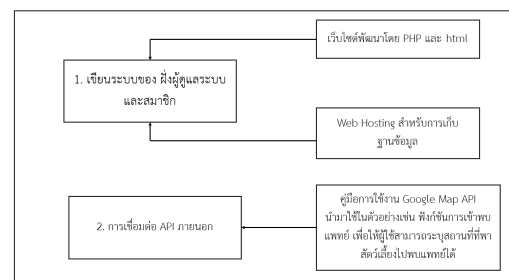 เว็บไซต์พัฒนาโดย PHP และ html
1. เขียนระบบของ ฝั่งผู้ดูแลระบบ
และสมาชิก
Web Hosting สำหรับการเก็บ
ฐานข้อมูล
คู่มือการใช้งาน Google Map API
นำมาใช้ในตัวอย่างเช่น ฟังก์ชันการเข้าพบ
แพทย์ เพื่อให้ผู้ใช้สามารถระบุสถานที่ที่พา
สัตว์เลี้ยงไปพบแพทย์ได้
2. การเชื่อมต่อ API ภายนอก